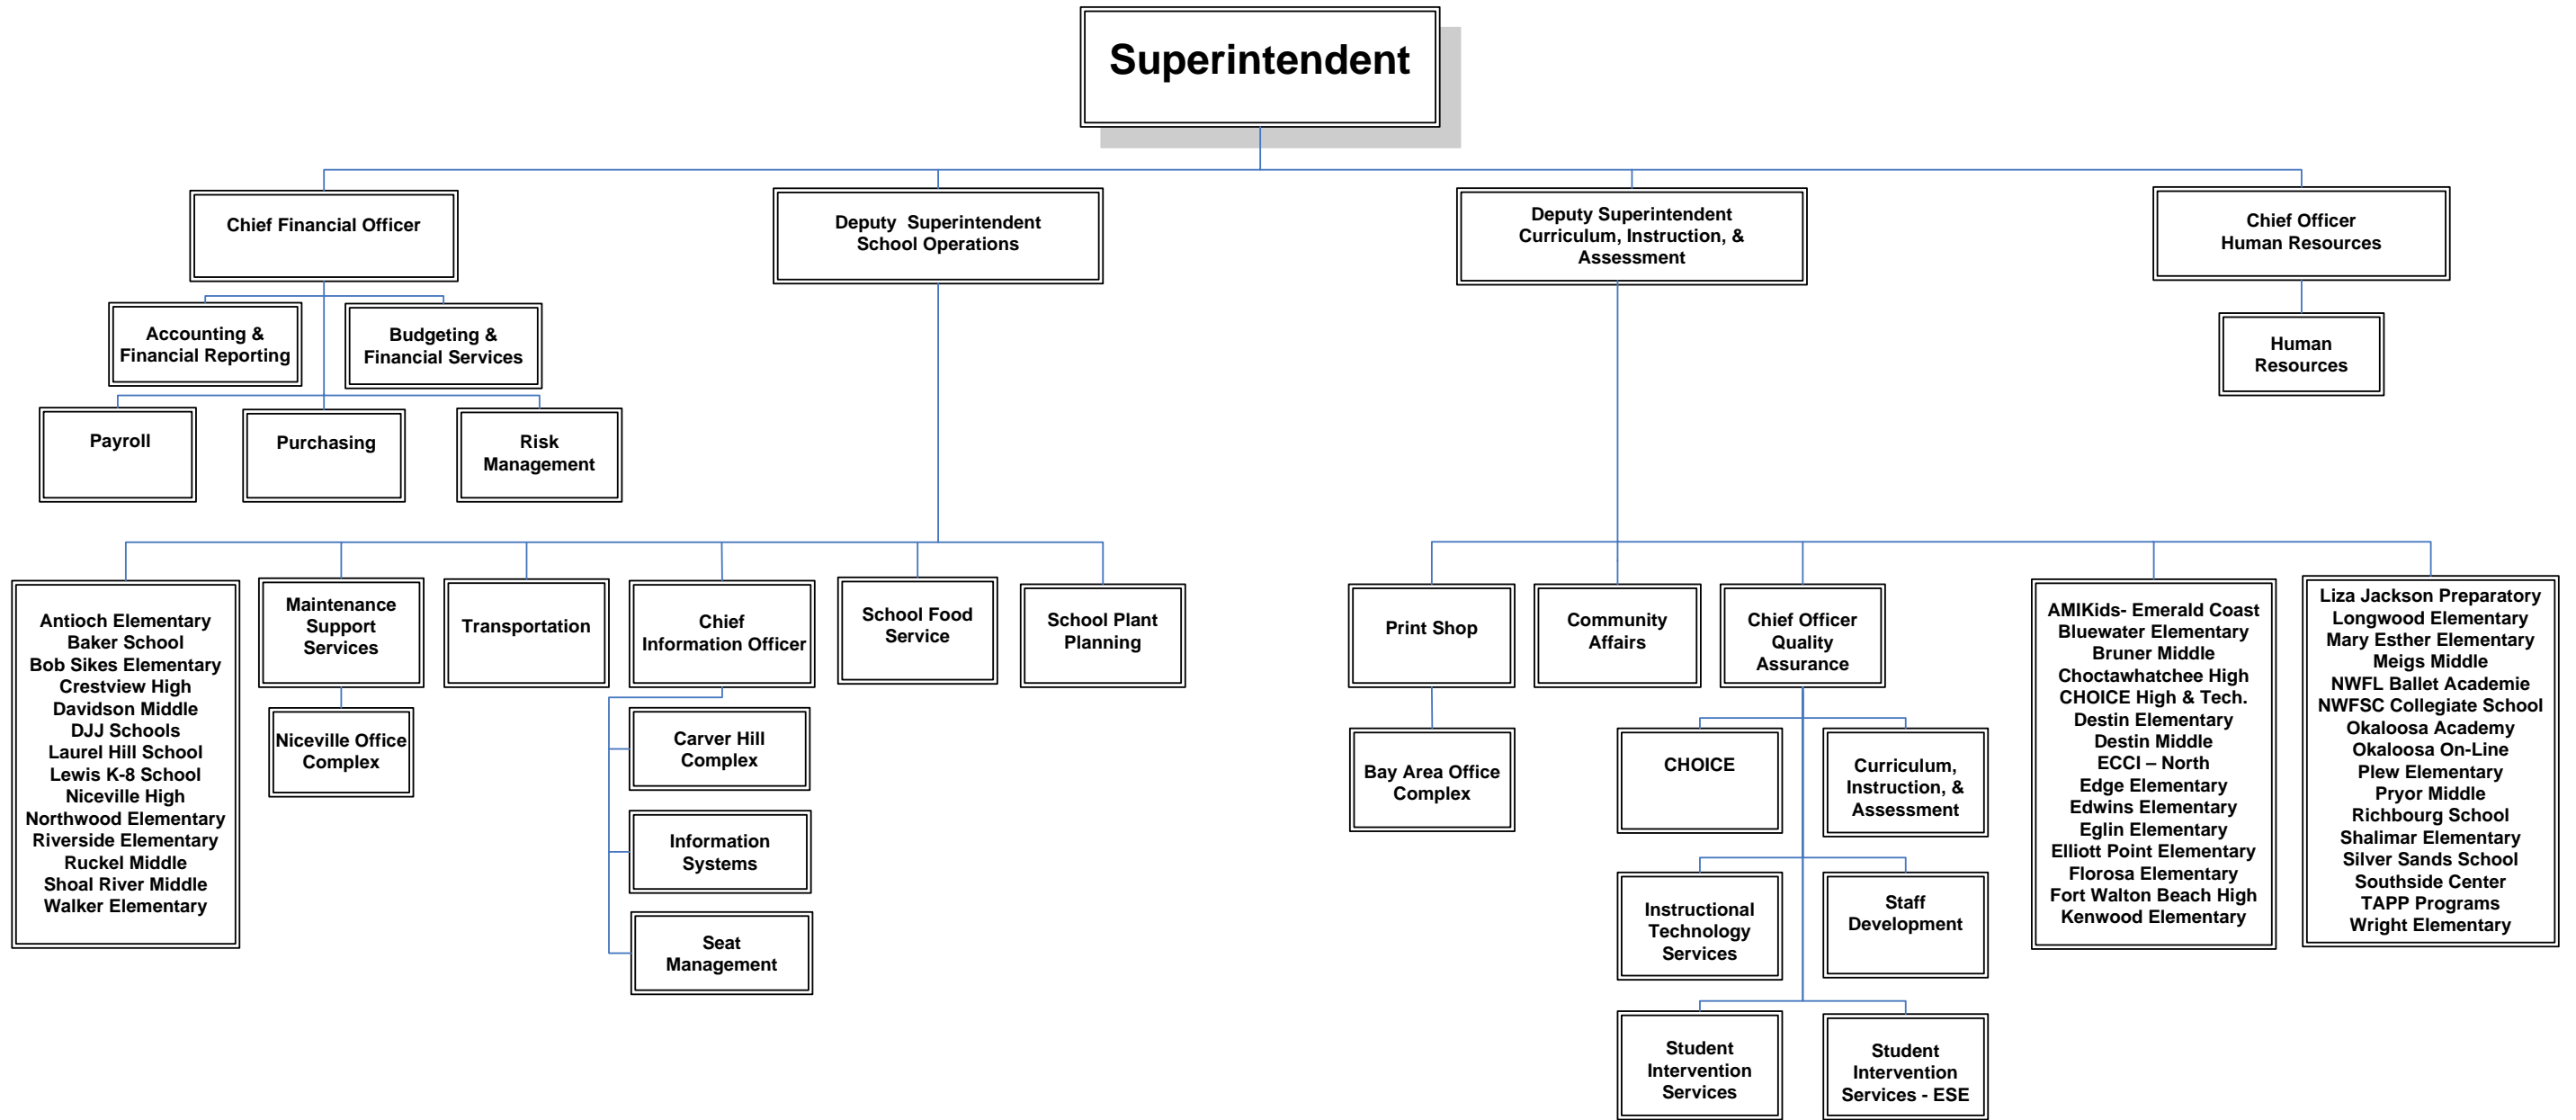 Superintendent
Chief Financial Officer
Deputy Superintendent
School Operations
Deputy Superintendent
Curriculum, Instruction, &
Assessment
Chief Officer
Human Resources
Accounting &
Financial Reporting
Budgeting &
Financial Services
Human
Resources
Payroll
Purchasing
Risk
Management
Antioch Elementary
Baker School
Bob Sikes Elementary
Crestview High
Davidson Middle
DJJ Schools
Laurel Hill School
Lewis K-8 School
Niceville High
Northwood Elementary
Riverside Elementary
Ruckel Middle
Shoal River Middle
Walker Elementary
Maintenance
Support
Services
Niceville Office
Complex
Transportation
Chief
Information Officer
Carver Hill
Complex
Information
Systems
Seat
Management
School Food
Service
School Plant
Planning
Print Shop
Bay Area Office
Complex
Community
Affairs
Chief Officer
Quality
Assurance
CHOICE
Curriculum,
Instruction, &
Assessment
Instructional
Technology
Services
Staff
Development
Student
Intervention
Services
Student
Intervention
Services - ESE
AMIKids- Emerald Coast
Bluewater Elementary
Bruner Middle
Choctawhatchee High
CHOICE High & Tech.
Destin Elementary
Destin Middle
ECCI – North
Edge Elementary
Edwins Elementary
Eglin Elementary
Elliott Point Elementary
Florosa Elementary
Fort Walton Beach High
Kenwood Elementary
Liza Jackson Preparatory
Longwood Elementary
Mary Esther Elementary
Meigs Middle
NWFL Ballet Academie
NWFSC Collegiate School
Okaloosa Academy
Okaloosa On-Line
Plew Elementary
Pryor Middle
Richbourg School
Shalimar Elementary
Silver Sands School
Southside Center
TAPP Programs
Wright Elementary